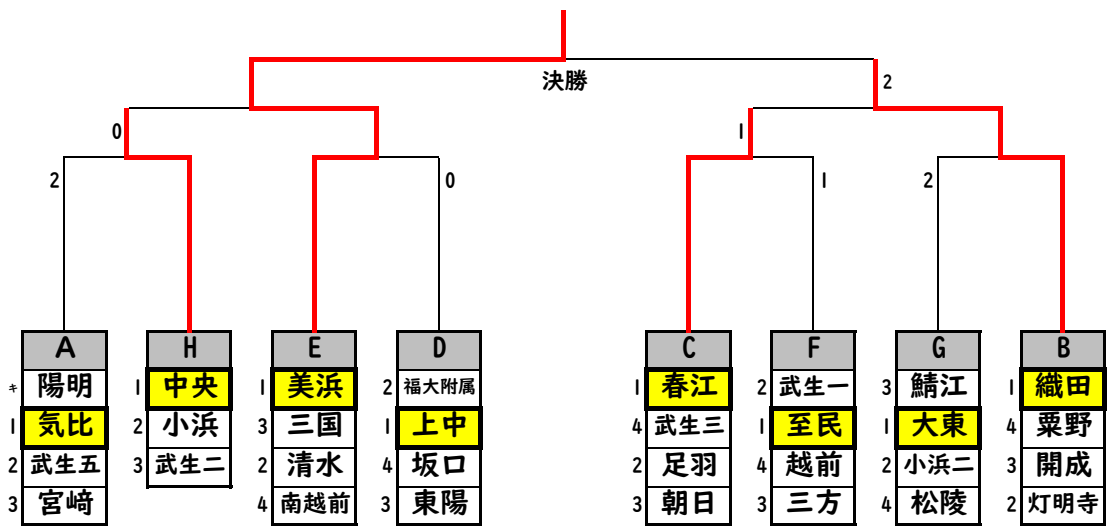 決勝
2
0
1
2
0
1
2
A H E D C F G B
キ 陽明 1 中央 1 美浜 2 福大附属 1 春江 2 武生一 3 鯖江 1 織田
1 気比 2 小浜 3 三国 1 上中 4 武生三 1 至民 1 大東 4 粟野
2 武生五 3 武生二 2 清水 4 坂口 2 足羽 4 越前 2 小浜二 3 開成
3 宮﨑 4 南越前 3 東陽 3 朝日 3 三方 4 松陵 2 灯明寺